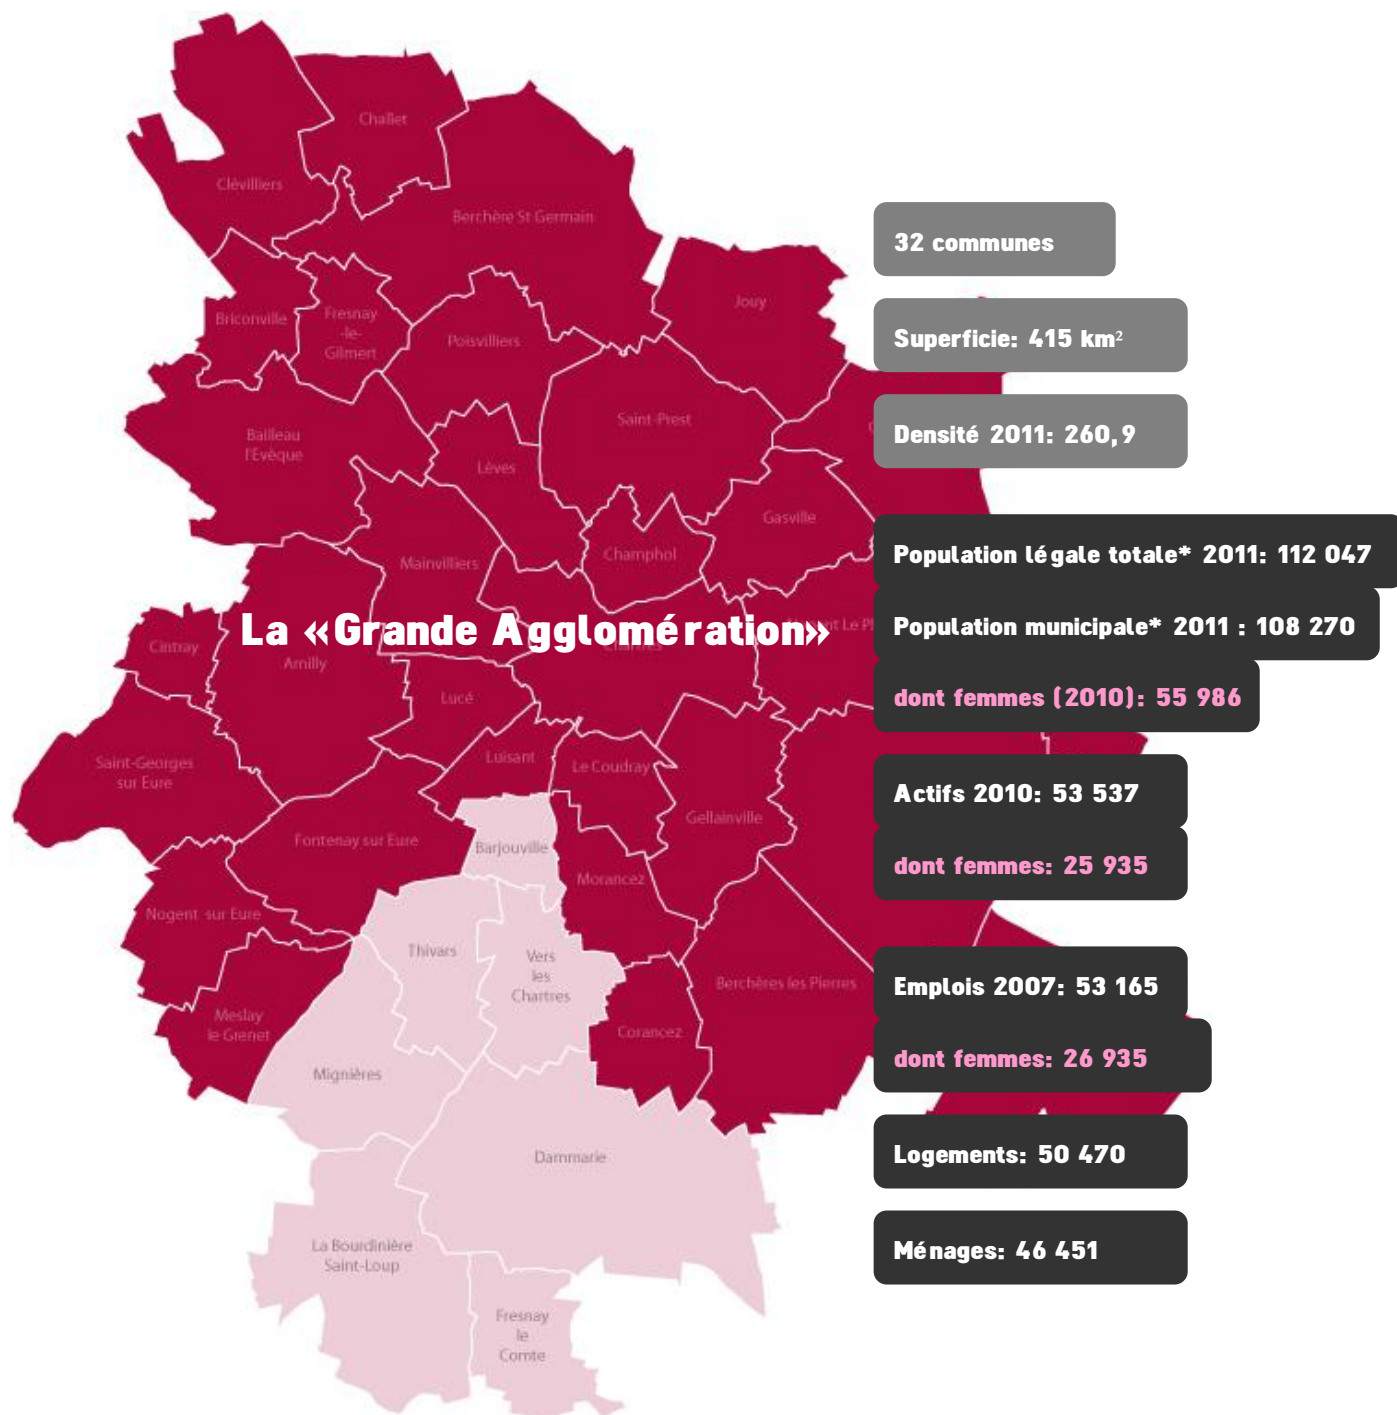 Challet
Clévilliers
Berchère St Germain
32 communes
Jouy
Briconville
Fresnay
-le-
Gilmert
Poisvilliers
Superficie: 415 km²
Saint-Prest
Densité 2011: 260,9
Bailleau
l'Evêque
Lèves
Gasville
Champhol
Mainvilliers
Population légale totale* 2011: 112 047
La «Grande Agglomération»
Population municipale* 2011 : 108 270
Chartres
Cintray
Amilly
Lucé
dont femmes (2010): 55 986
Saint-Georges
sur Eure
Luisant
Le Coudray
Actifs 2010: 53 537
Gellainville
Fontenay sur Eure
Barjouville
dont femmes: 25 935
Morancez
Nogent sur Eure
Thivars
Vers
les
Chartres
Berchères les Pierres
Emplois 2007: 53 165
Meslay
le Grenet
Corancez
dont femmes: 26 935
Mignières
Dammarie
Logements: 50 470
La Bourdinière
Saint-Loup
Ménages: 46 451
Fresnay
le
Comte